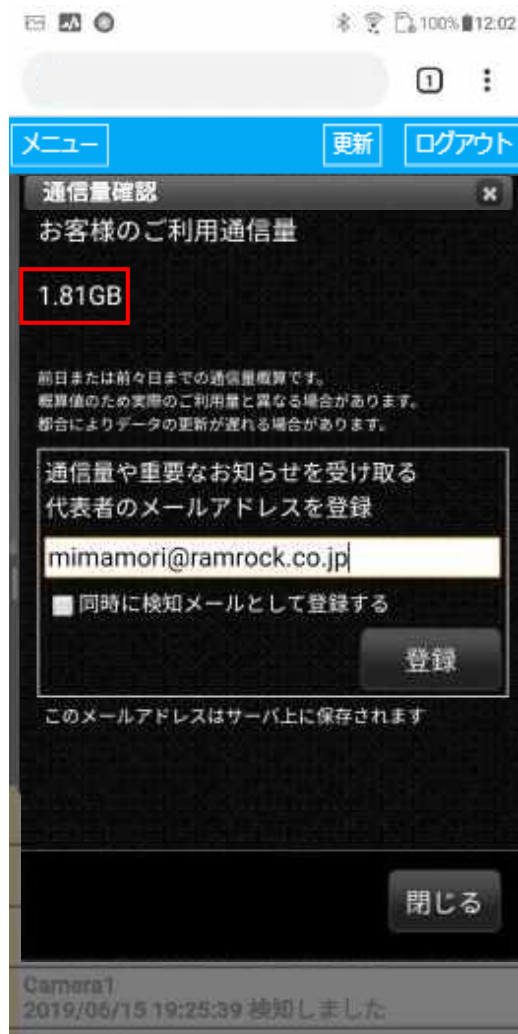 100% 12:02
1
メニュー 更新 ログアウト
通信量確認
お客様のご利用通信量
1.81GB
前日または前々日までの通信量概算です。
概算値のため実際のご利用量と異なる場合があります。
都合によりデータの更新が遅れる場合があります。
通信量や重要なお知らせを受け取る
代表者のメールアドレスを登録
mimamori@ramrock.co.jp
同時に検知メールとして登録する
登録
このメールアドレスはサーバ上に保存されます
閉じる
Camera1
2019/06/15 19:25:39 検知しました